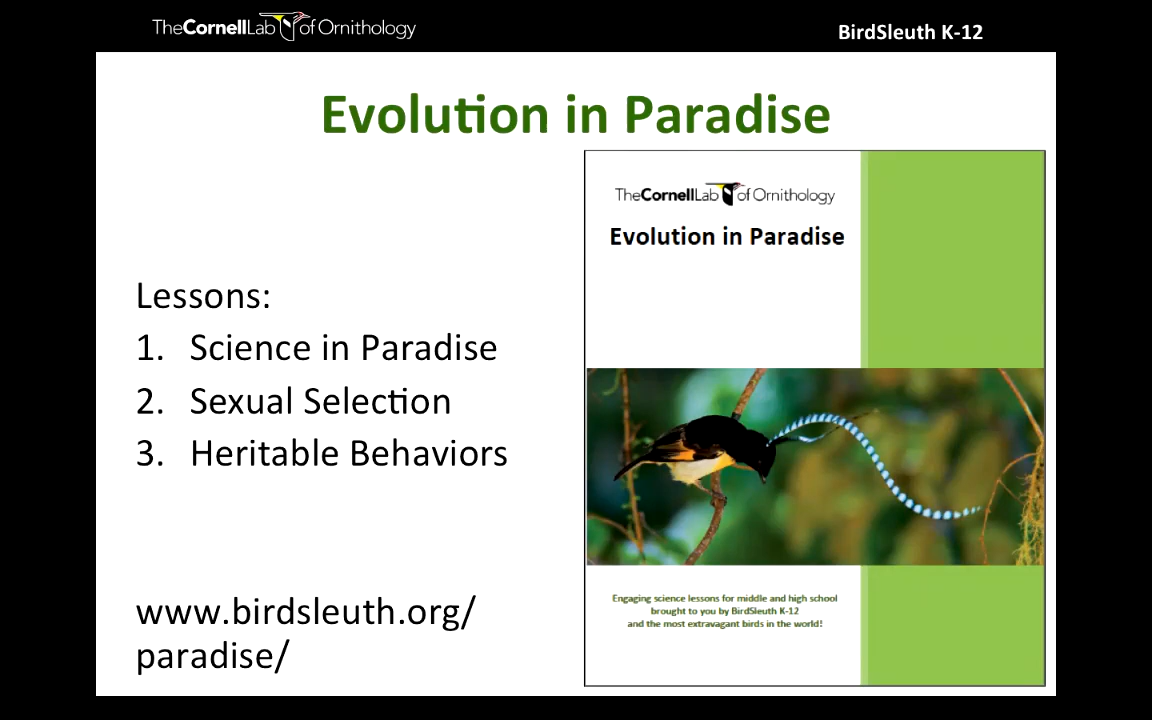 TheCornellLab of Ornithology
BirdSleuth K-12
Evolution in Paradise
Lessons:
1. Science in Paradise
2. Sexual Selection
3. Heritable Behaviors
www.birdsleuth.org/
paradise/
TheCornellLab of Ornithology
Evolution in Paradise
Engaging science lessons for middle and high school
brought to you by BirdSleuth K-12
and the most extravagant birds in the world!